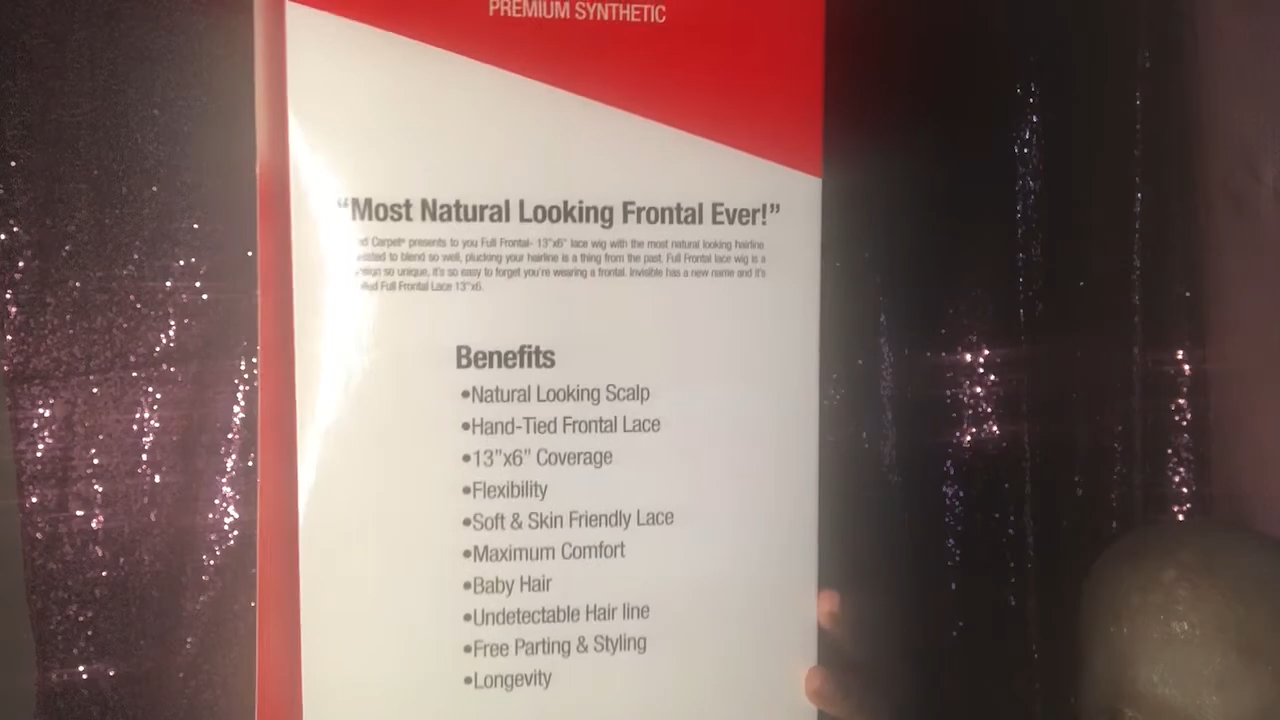 PREMIUM SYNTHETIC
“Most Natural Looking Frontal Ever!”
Carpet® presents to you Full Frontal- 13"x6" lace wig with the most natural looking hairline
to blend so well, plucking your hairline is a thing from the past. Full Frontal lace wig is a
so unique, it's so easy to forget you're wearing a frontal. Invisible has a new name and it's
Full Frontal Lace 13"x6.
Benefits
•Natural Looking Scalp
•Hand-Tied Frontal Lace
•13"x6" Coverage
•Flexibility
•Soft & Skin Friendly Lace
•Maximum Comfort
•Baby Hair
•Undetectable Hair line
•Free Parting & Styling
•Longevity